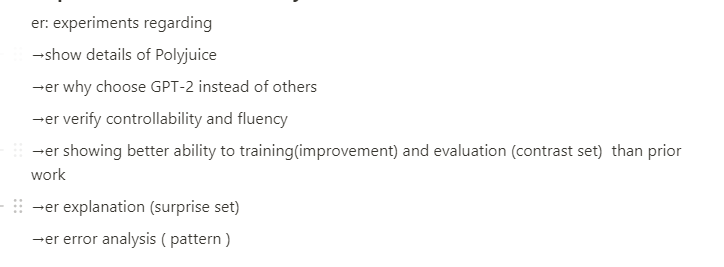 er: experiments regarding
→show details of Polyjuice
→er why choose GPT-2 instead of others
→er verify controllability and fluency
→er showing better ability to training(improvement) and evaluation (contrast set)  than prior
work
→er explanation (surprise set)
→er error analysis ( pattern )